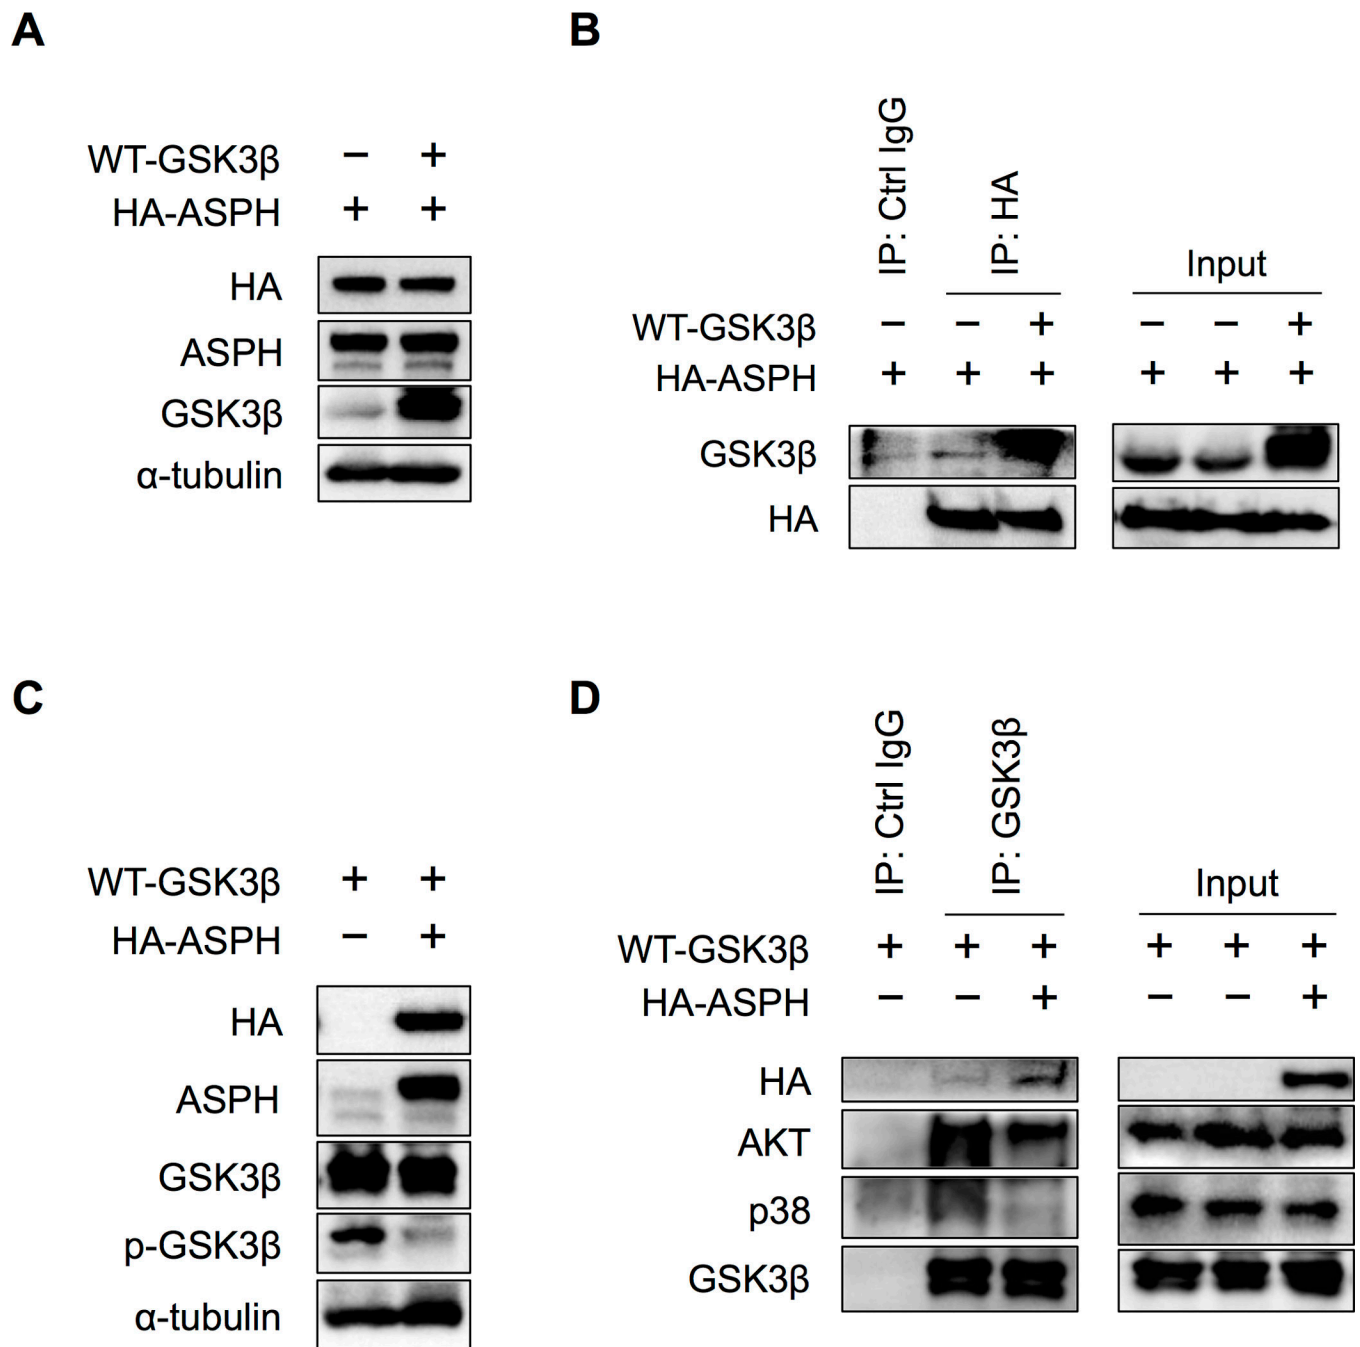 A
WT-GSK3β − +
HA-ASPH + +
HA
ASPH
GSK3β
α-tubulin
B
IP: Ctrl IgG
IP: HA
Input
WT-GSK3β − − + − − +
HA-ASPH + + + + + +
GSK3β
HA
C
WT-GSK3β + +
HA-ASPH − +
HA
ASPH
GSK3β
p-GSK3β
α-tubulin
D
IP: Ctrl IgG
IP: GSK3β
Input
WT-GSK3β + + + + + +
HA-ASPH − − + − − +
HA
AKT
p38
GSK3β